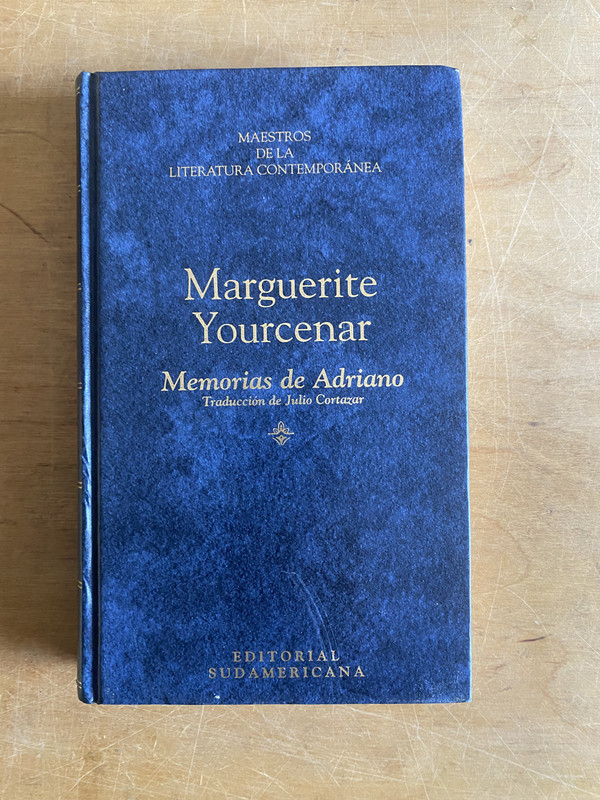 MAESTROS
DE LA
LITERATURA CONTEMPORÁNEA
Marguerite
Yourcenar
Memorias de Adriano
Traducción de Julio Cortazar
EDITORIAL
SUDAMERICANA